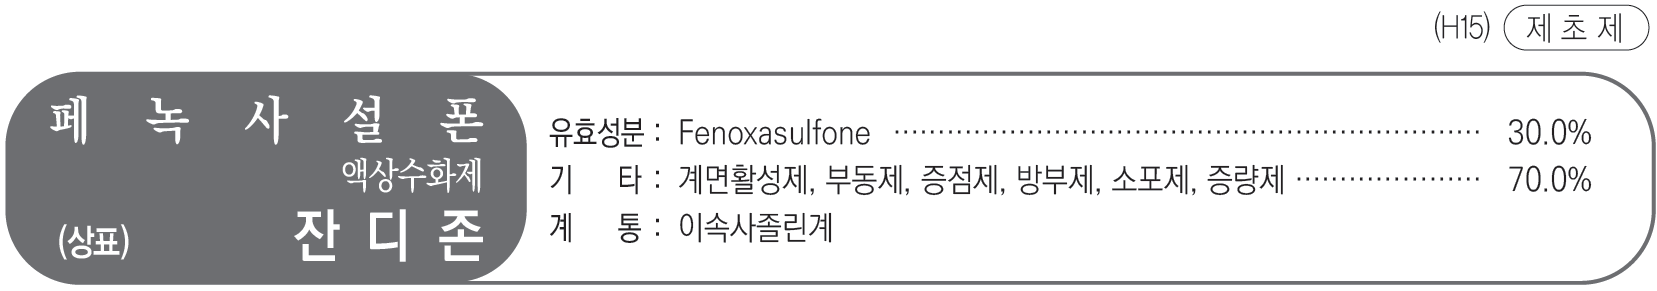 (H15) 제초제
페녹사설폰
액상수화제
(상표) 잔디존
유효성분 : Fenoxasulfone ………………………………………………………… 30.0%
기 타 : 계면활성제, 부동제, 증점제, 방부제, 소포제, 증량제 ………………… 70.0%
계 통 : 이속사졸린계